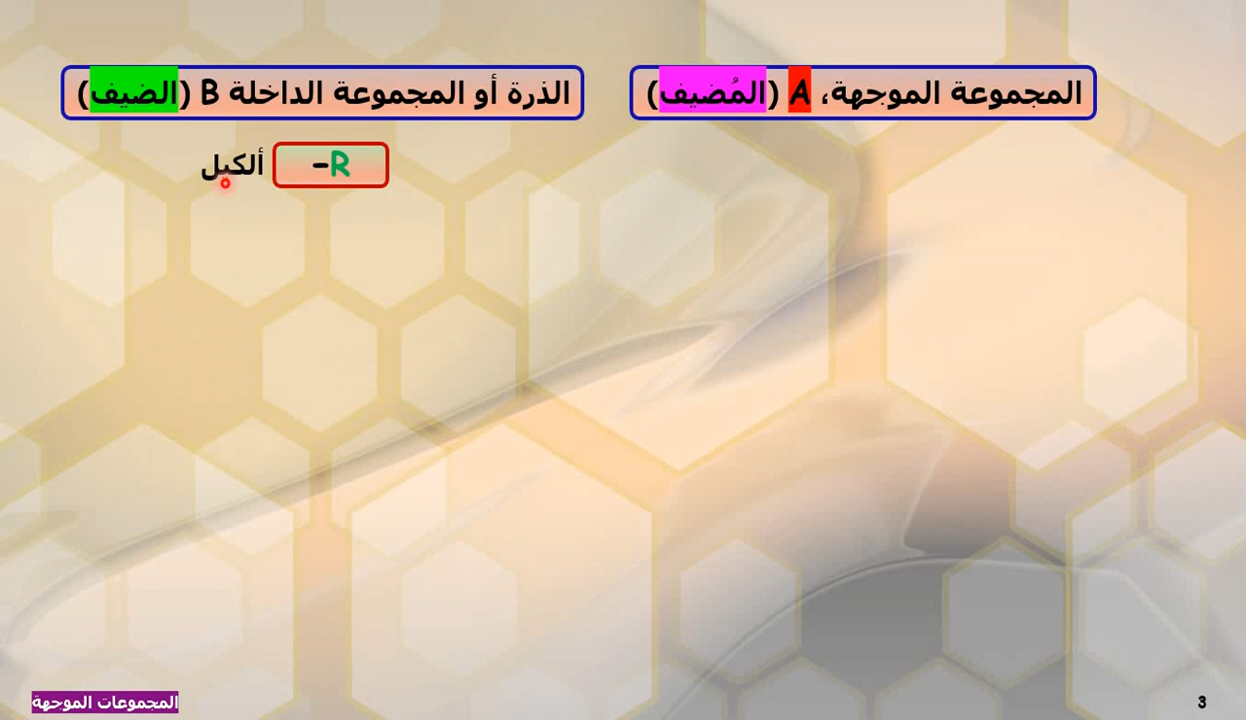 المجموعة الموجهة، A (المُضيف)
الذرة أو المجموعة الداخلة B (الضيف)
–R ألكيل
المجموعات الموجهة
3